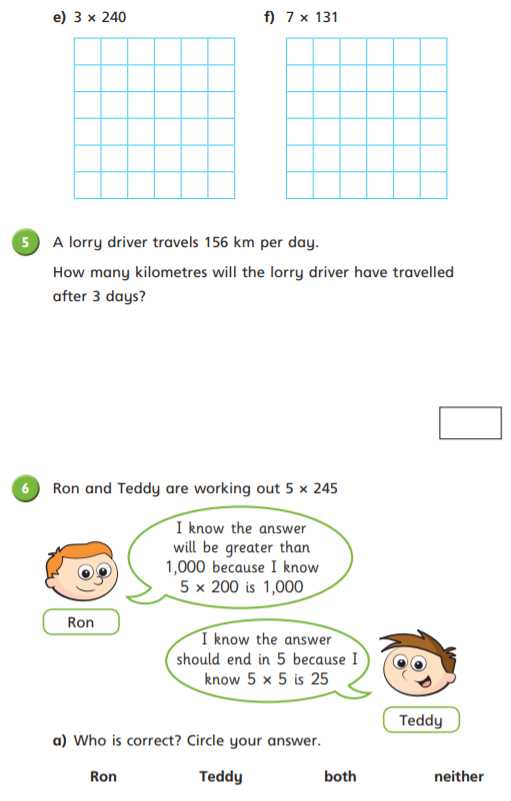 e) 3 × 240
f) 7 × 131
5 A lorry driver travels 156 km per day.
How many kilometres will the lorry driver have travelled
after 3 days?
6 Ron and Teddy are working out 5 × 245
I know the answer
will be greater than
1,000 because I know
5 × 200 is 1,000
Ron
I know the answer
should end in 5 because I
know 5 × 5 is 25
Teddy
a) Who is correct? Circle your answer.
Ron Teddy both neither